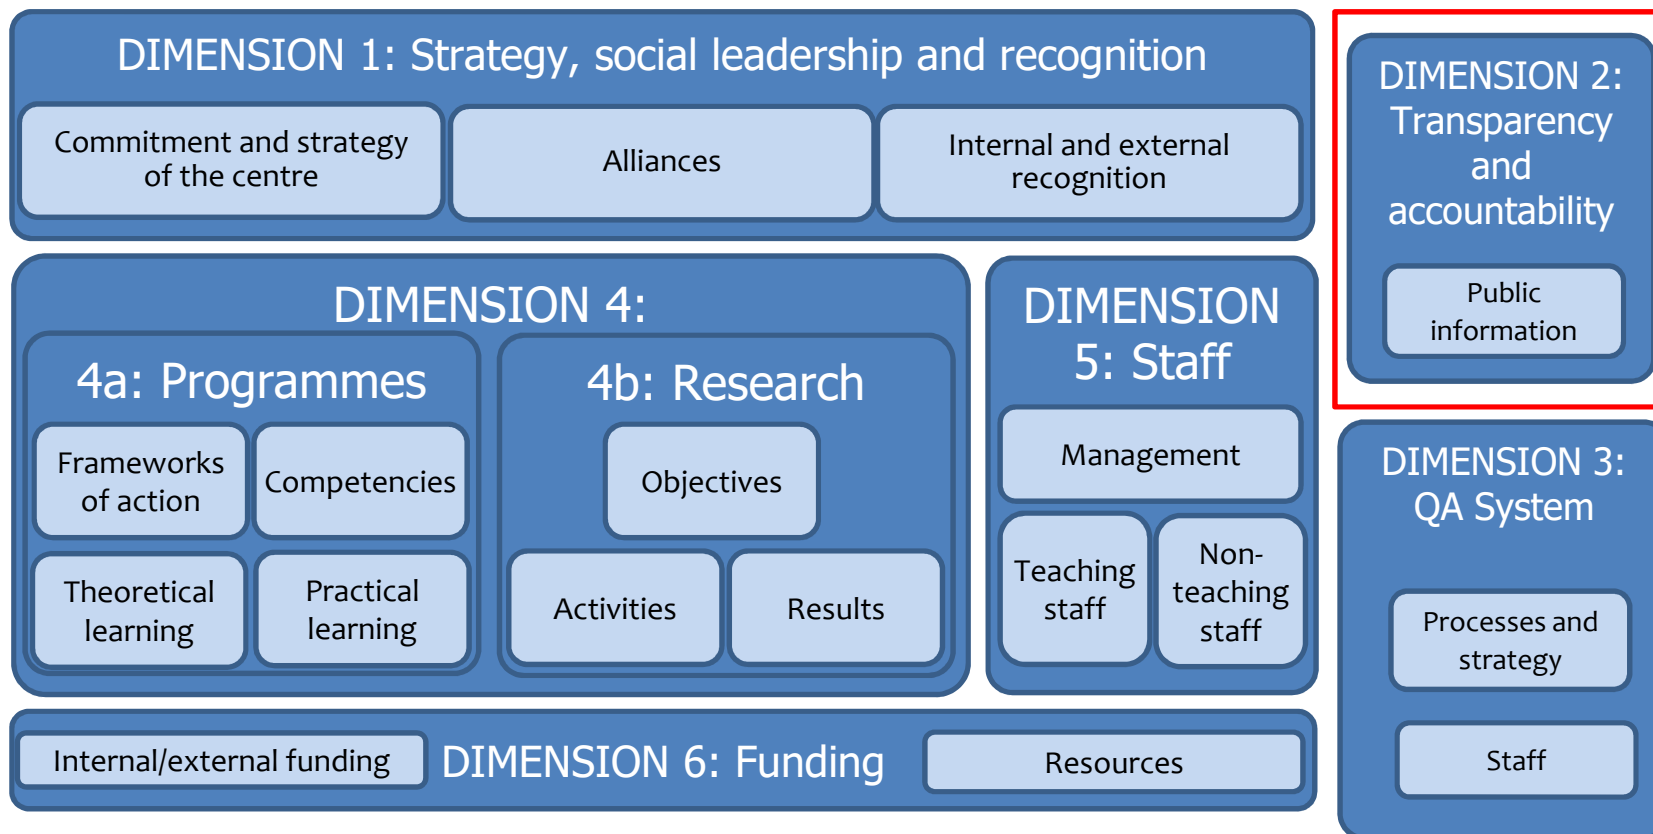 DIMENSION 1: Strategy, social leadership and recognition
Commitment and strategy
of the centre
Alliances
Internal and external
recognition
DIMENSION 2:
Transparency
and
accountability
Public
information
DIMENSION 4:
4a: Programmes
Frameworks
of action
Competencies
Theoretical
learning
Practical
learning
4b: Research
Objectives
Activities
Results
DIMENSION
5: Staff
Management
Teaching
staff
Non-
teaching
staff
DIMENSION 3:
QA System
Processes and
strategy
Staff
Internal/external funding
DIMENSION 6: Funding
Resources